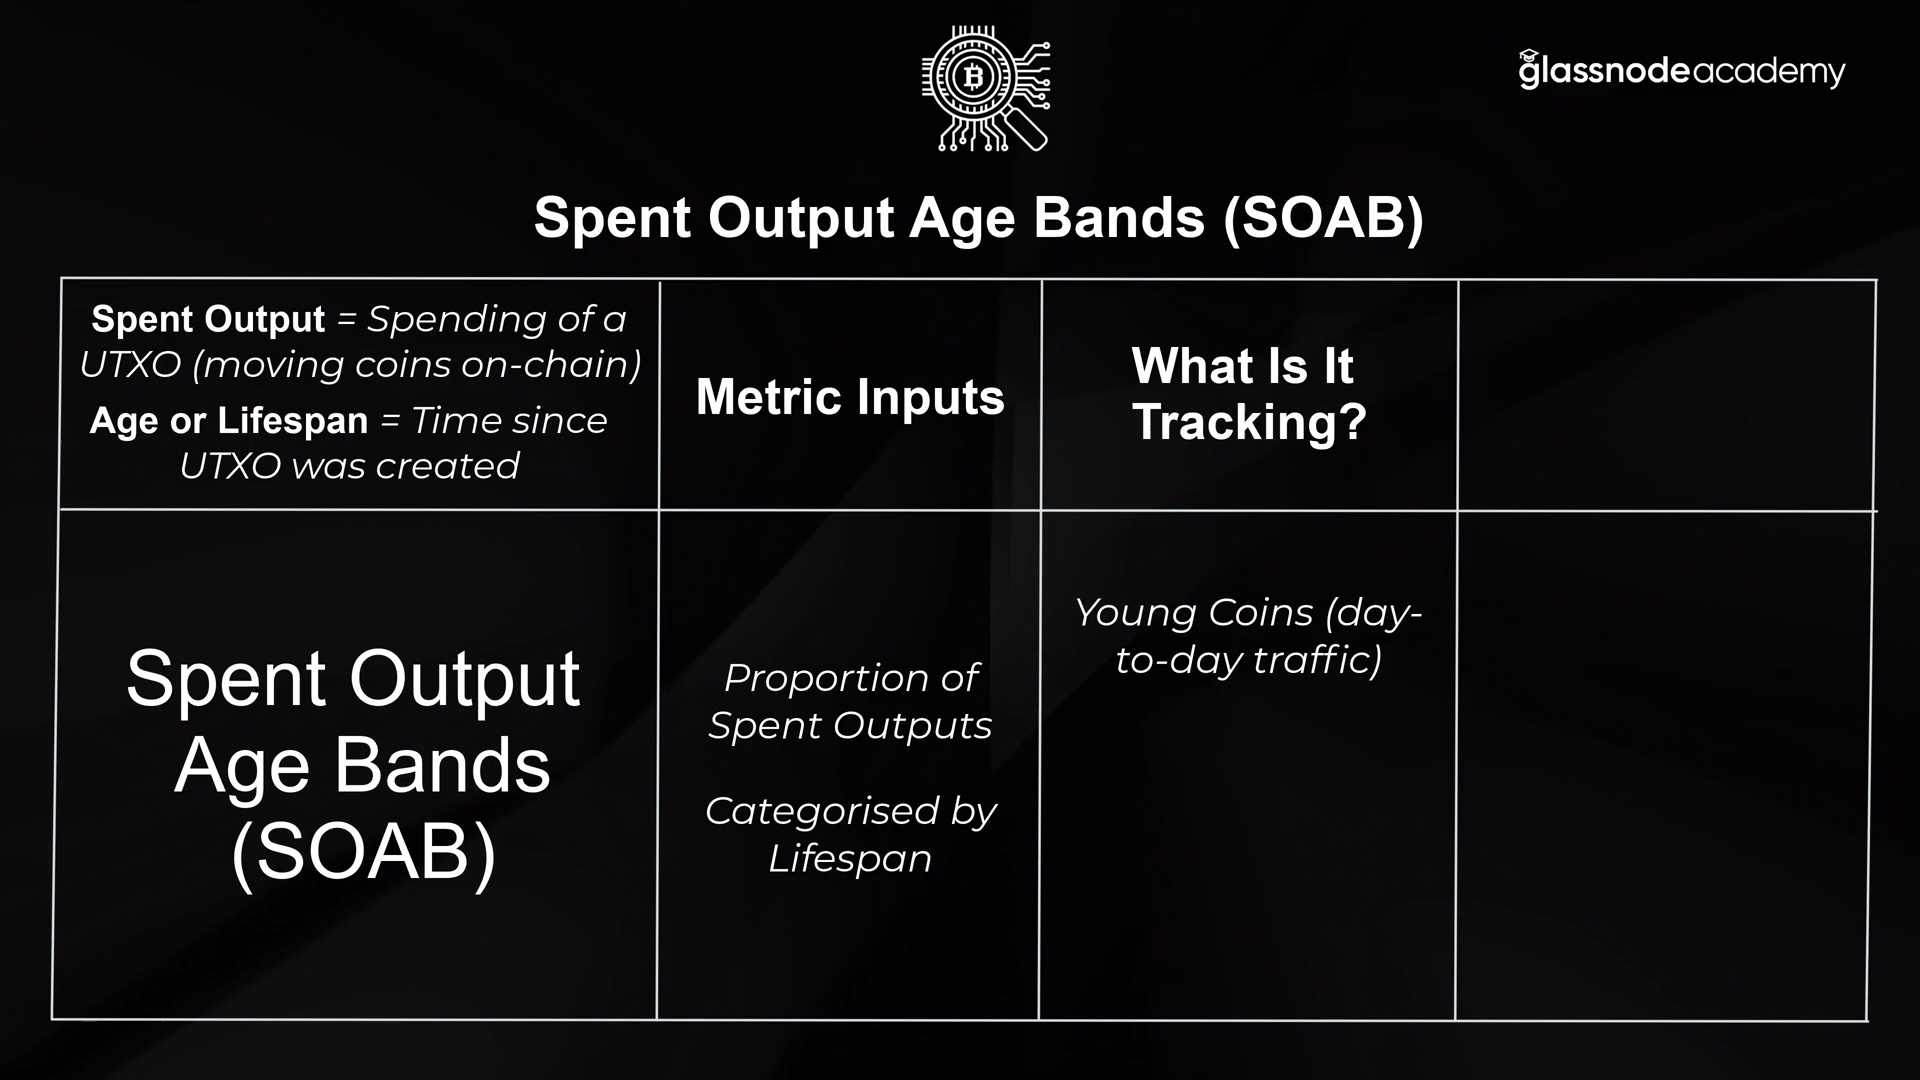 glassnodeacademy
Spent Output Age Bands (SOAB)
Spent Output = Spending of a
UTXO (moving coins on-chain)
Age or Lifespan = Time since
UTXO was created
Metric Inputs
What Is It
Tracking?
Spent Output
Age Bands
(SOAB)
Proportion of
Spent Outputs
Categorised by
Lifespan
Young Coins (day-
to-day traffic)